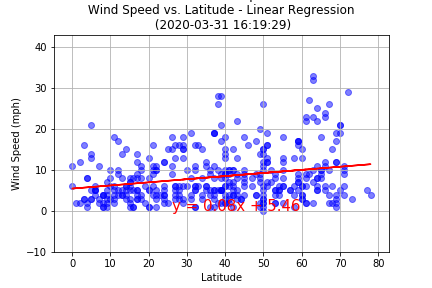 Wind Speed vs. Latitude - Linear Regression
(2020-03-31 16:19:29)
40
30
20
10
0
−10
Wind Speed (mph)
y = 0.08x + 5.46
0 10 20 30 40 50 60 70 80
Latitude